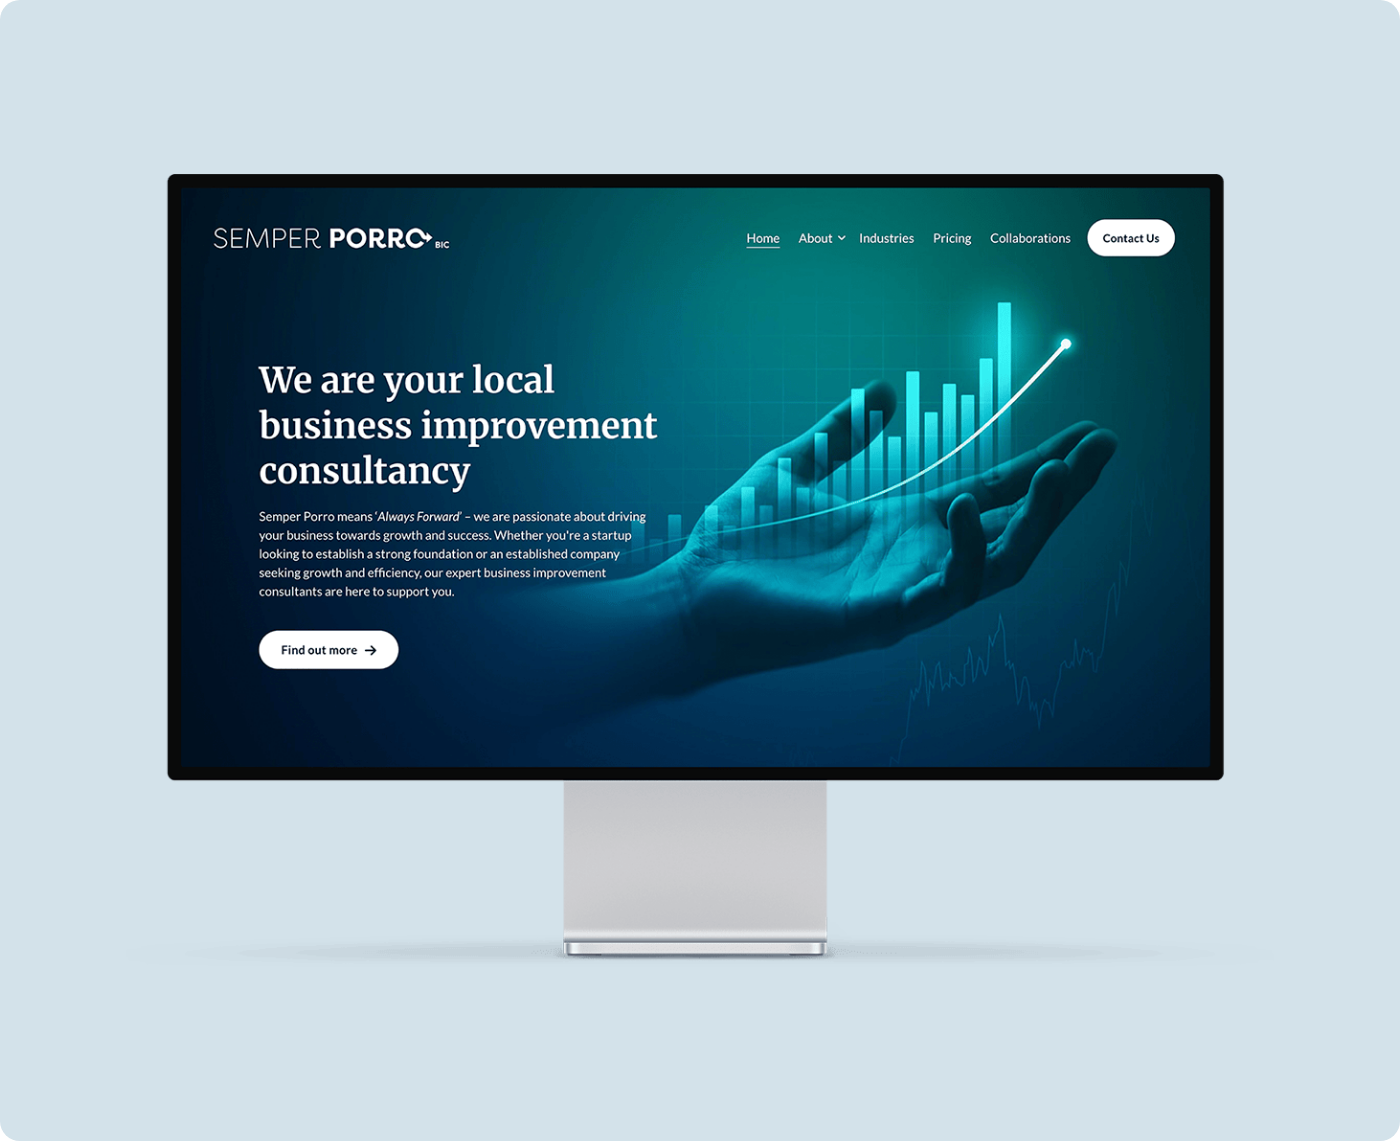 SEMPER PORRO BIC
Home About Industries Pricing Collaborations Contact Us
We are your local
business improvement
consultancy
Semper Porro means ‘Always Forward’ – we are passionate about driving
your business towards growth and success. Whether you're a startup
looking to establish a strong foundation or an established company
seeking growth and efficiency, our expert business improvement
consultants are here to support you.
Find out more